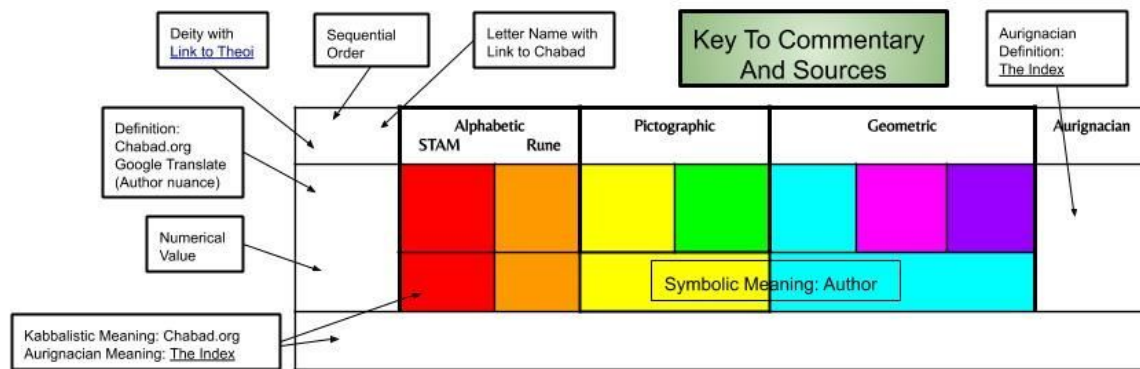 Deity with
Link to Theoi
Sequential
Order
Letter Name with
Link to Chabad
Key To Commentary
And Sources
Aurignacian
Definition:
The Index
Definition:
Chabad.org
Google Translate
(Author nuance)
Alphabetic
STAM Rune
Pictographic
Geometric
Aurignacian
Numerical
Value
Symbolic Meaning: Author
Kabbalistic Meaning: Chabad.org
Aurignacian Meaning: The Index